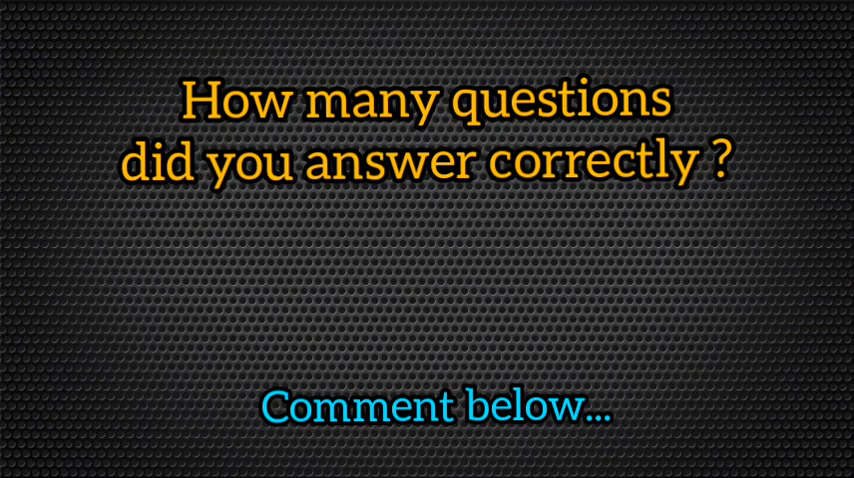 How many questions
did you answer correctly ?
Comment below...